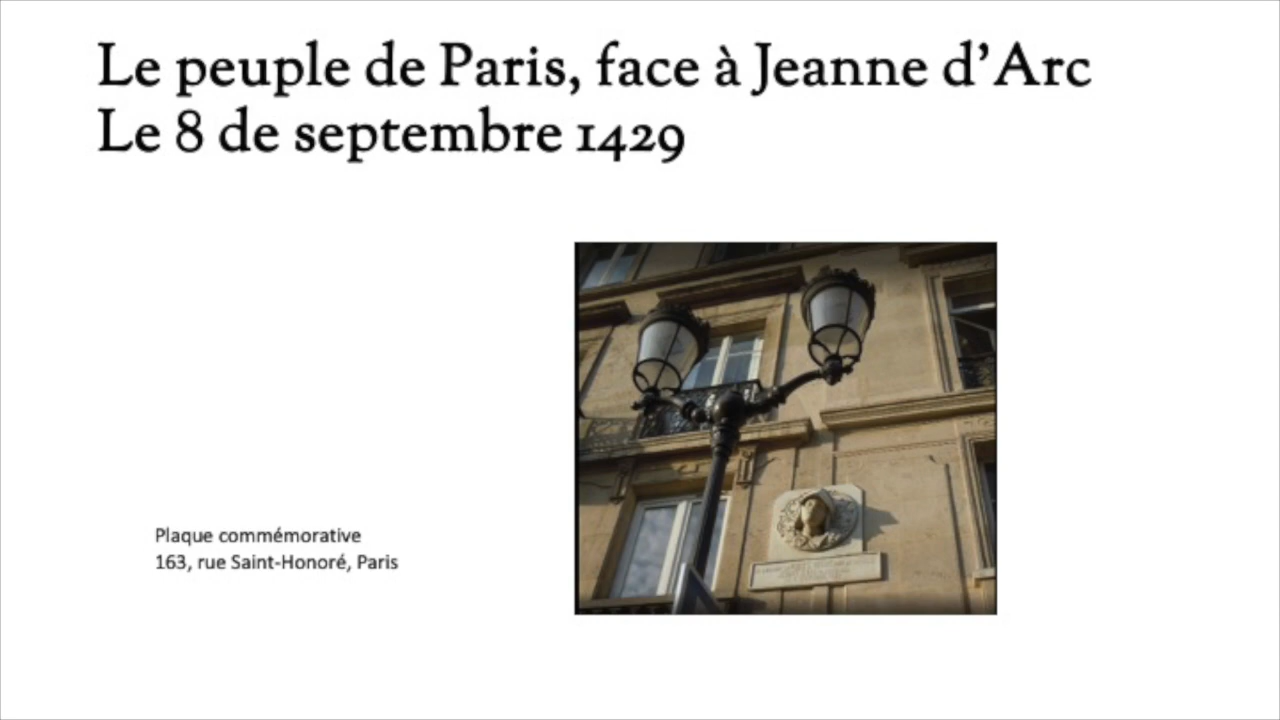 Le peuple de Paris, face à Jeanne d’Arc
Le 8 de septembre 1429
Plaque commémorative
163, rue Saint-Honoré, Paris